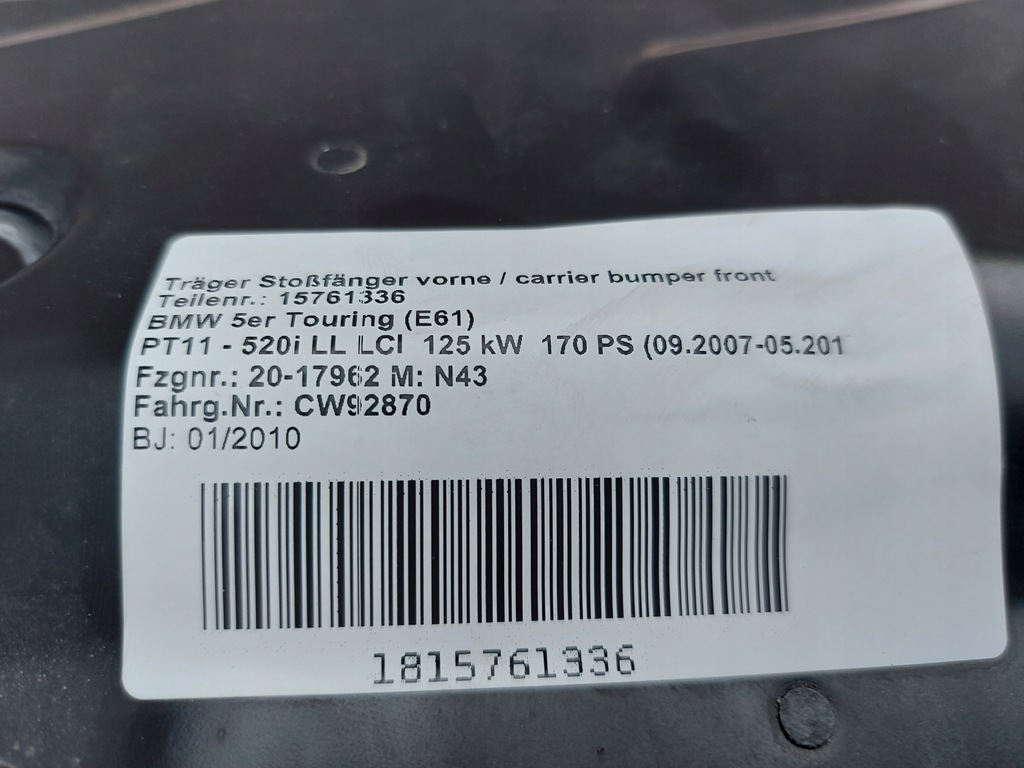 Träger Stoßfänger vorne / carrier bumper front
Teilenr.: 15761336
BMW 5er Touring (E61)
PT11 - 520i LL LCI 125 kW 170 PS (09.2007-05.201
Fzgnr.: 20-17962 M: N43
Fahrg.Nr.: CW92870
BJ: 01/2010
1815761336